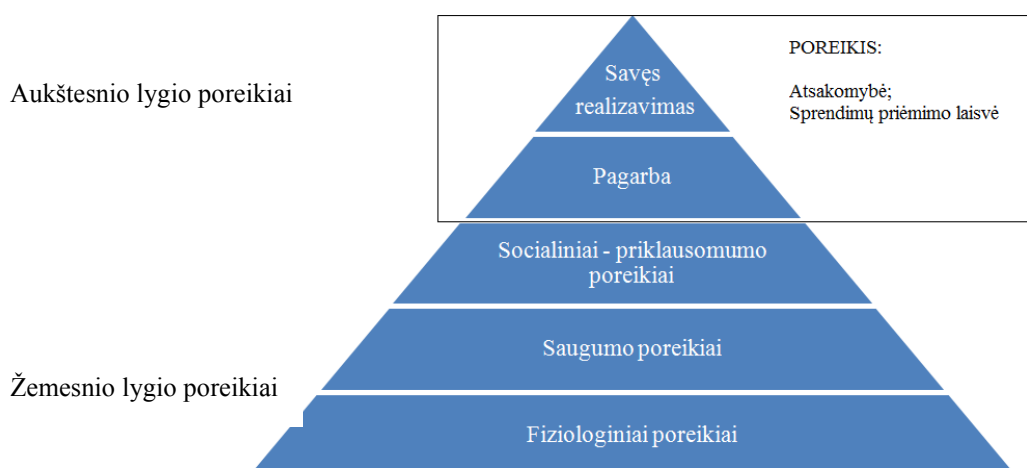 Aukštesnio lygio poreikiai
Savęs
realizavimas
POREIKIS:
Atsakomybė;
Sprendimų priėmimo laisvė
Pagarba
Socialiniai - priklausomumo
poreikiai
Saugumo poreikiai
Žemesnio lygio poreikiai
Fiziologiniai poreikiai